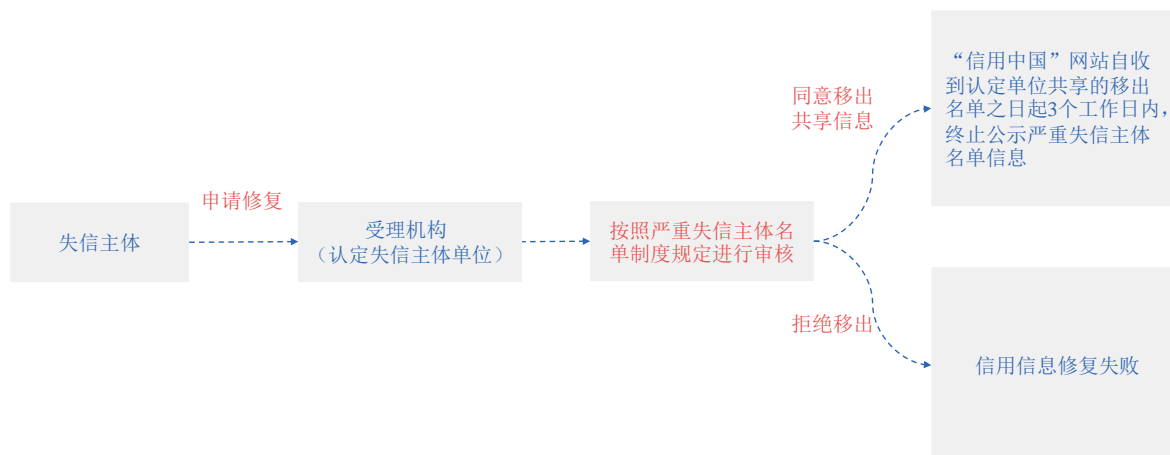 失信主体
申请修复
受理机构
（认定失信主体单位）
按照严重失信主体名
单制度规定进行审核
同意移出
共享信息
“信用中国”网站自收
到认定单位共享的移出
名单之日起3个工作日内，
终止公示严重失信主体
名单信息
拒绝移出
信用信息修复失败